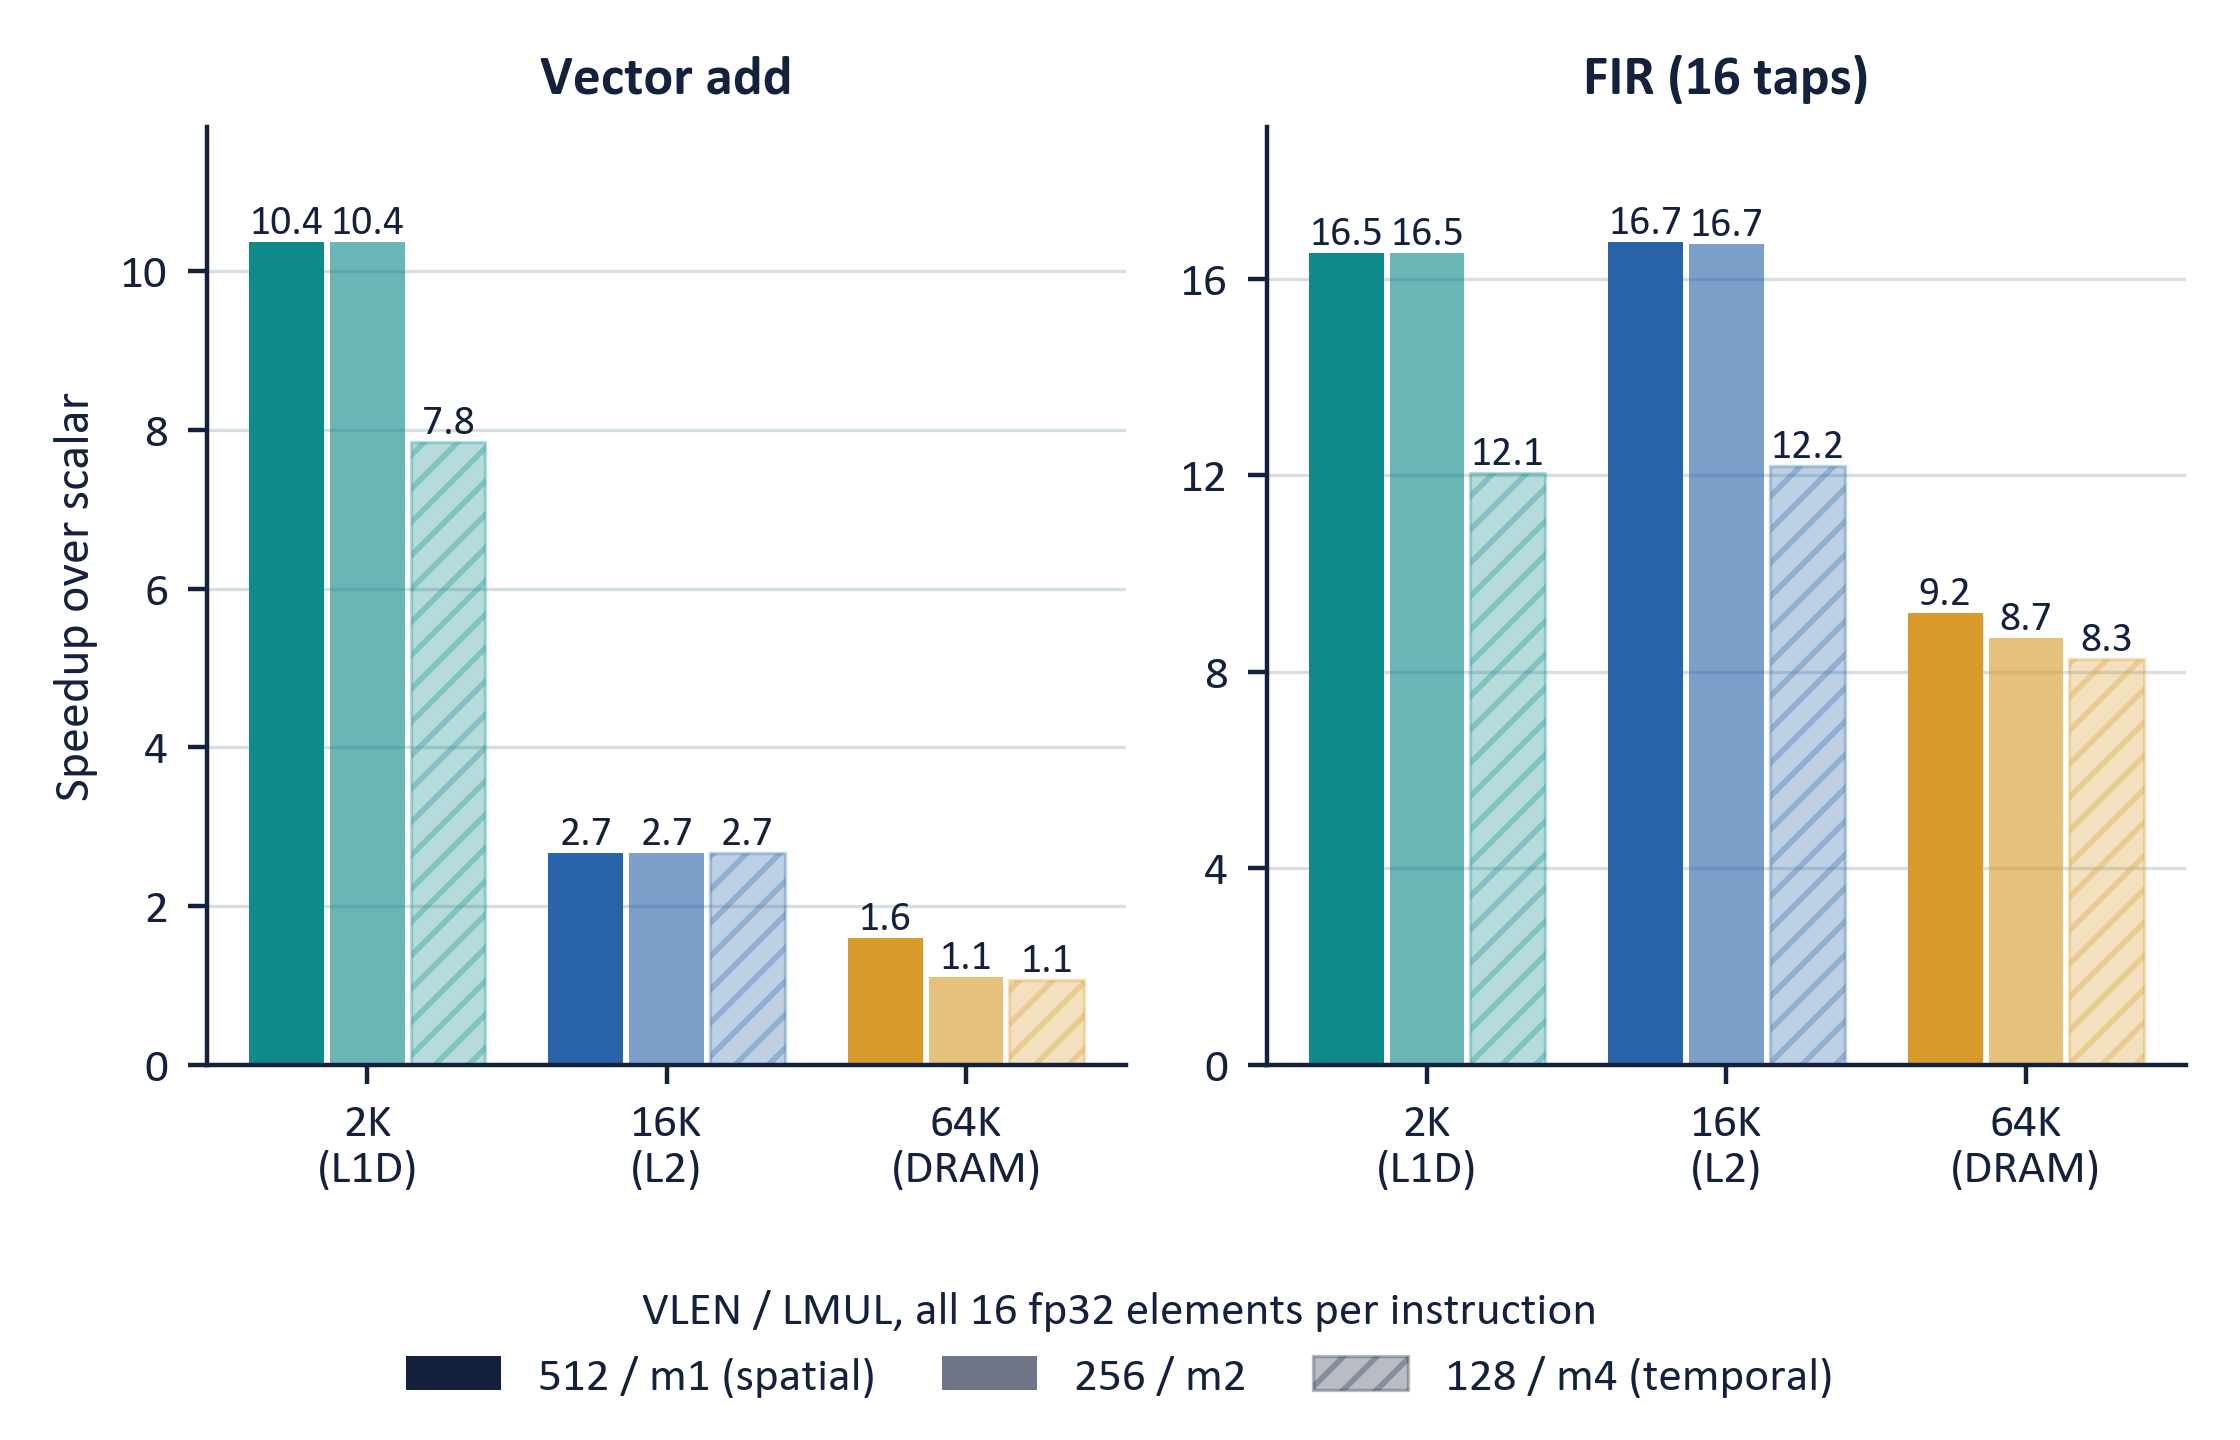 Vector add
Speedup over scalar
10
8
6
4
2
0
10.4 10.4 7.8
2.7 2.7 2.7
1.6 1.1 1.1
2K
(L1D)
16K
(L2)
64K
(DRAM)
FIR (16 taps)
16
12
8
4
0
16.5 16.5 12.1
16.7 16.7 12.2
9.2 8.7 8.3
2K
(L1D)
16K
(L2)
64K
(DRAM)
VLEN / LMUL, all 16 fp32 elements per instruction
512 / m1 (spatial) 256 / m2 128 / m4 (temporal)